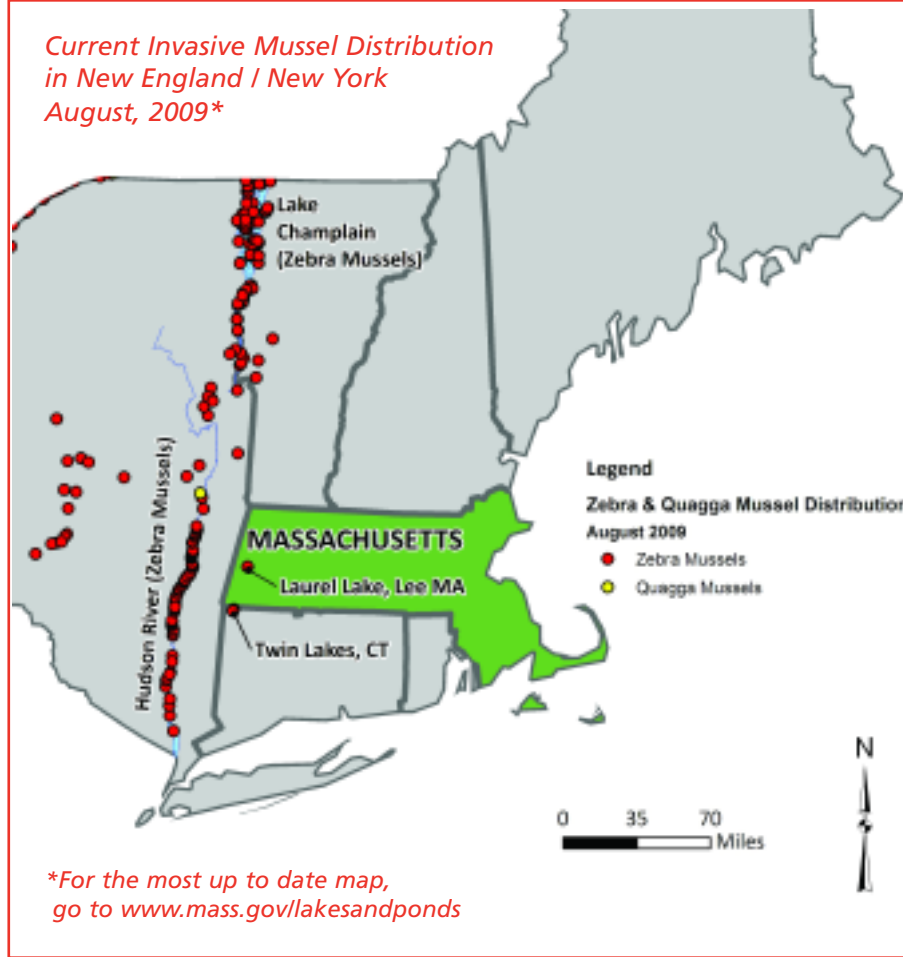 Current Invasive Mussel Distribution
in New England / New York
August, 2009*
Lake
Champlain
(Zebra Mussels)
Hudson River (Zebra Mussels)
Legend
Zebra & Quagga Mussel Distribution
August 2009
Zebra Mussels
Quagga Mussels
MASSACHUSETTS
Laurel Lake, Lee MA
Twin Lakes, CT
N
0 35 70
Miles
*For the most up to date map,
go to www.mass.gov/lakesandponds